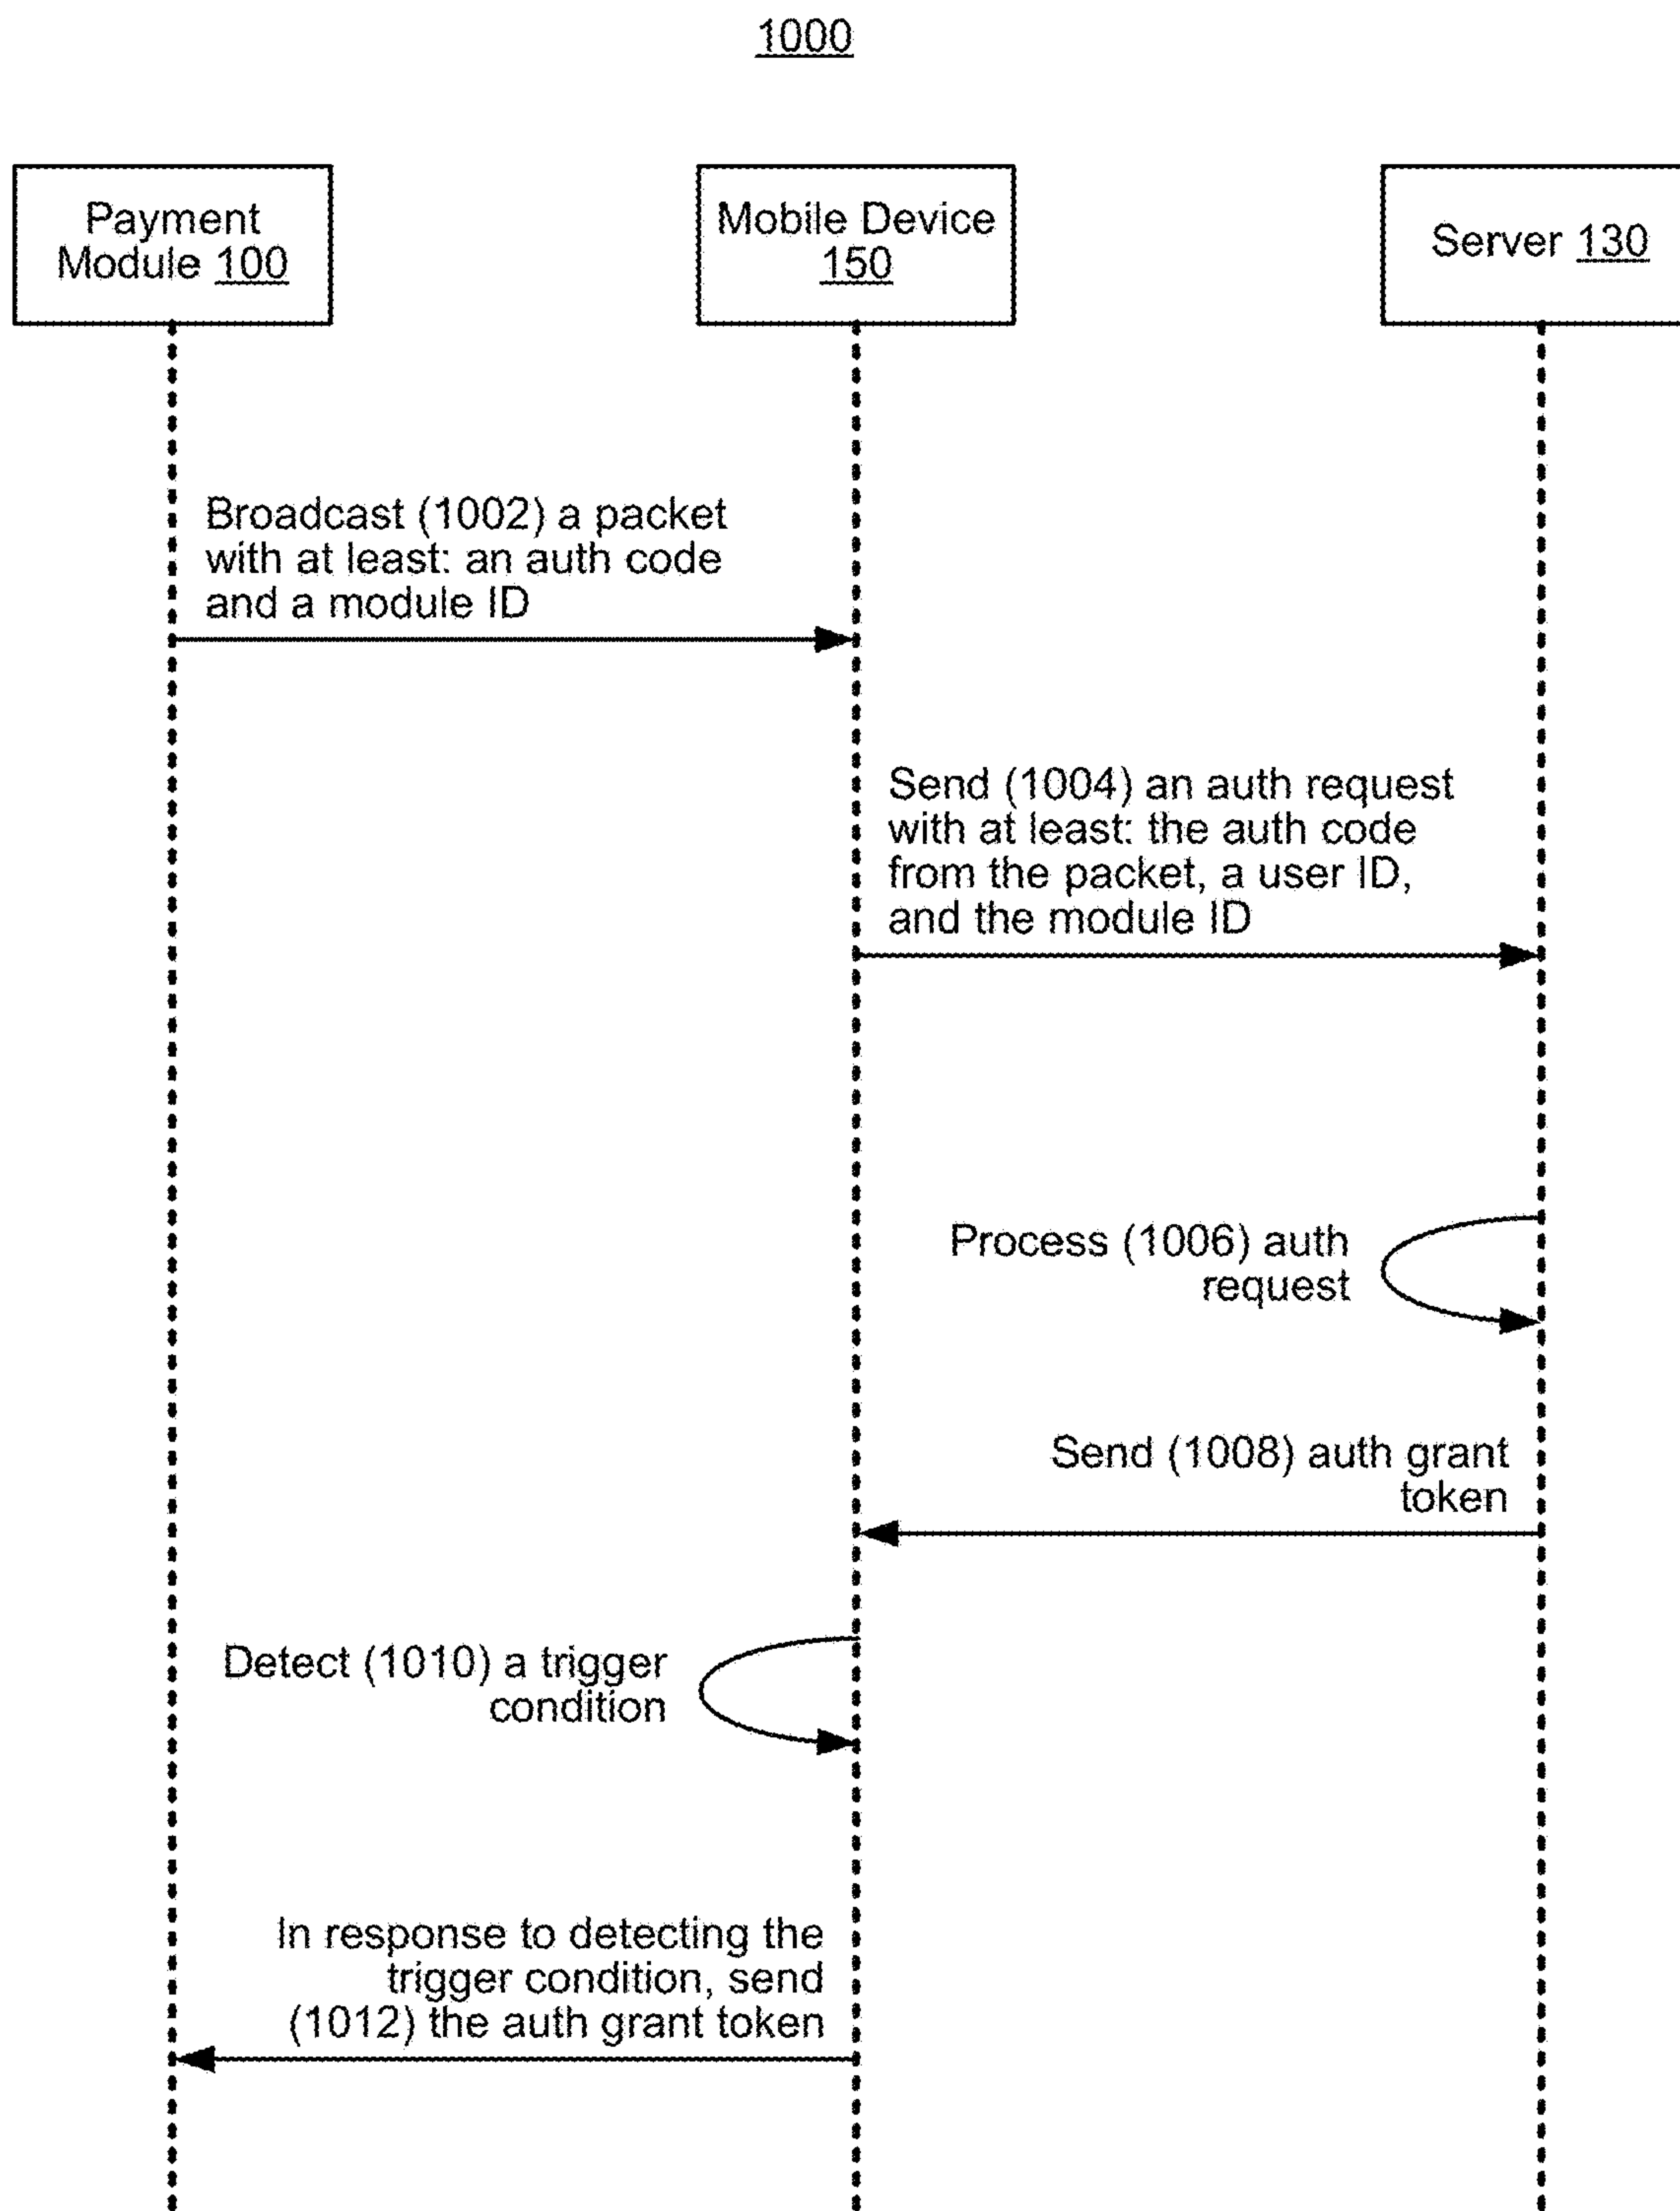 1000
Payment
Module 100
Mobile Device
150
Server 130
Broadcast (1002) a packet
with at least: an auth code
and a module ID
Send (1004) an auth request
with at least: the auth code
from the packet, a user ID,
and the module ID
Process (1006) auth
request
Send (1008) auth grant
token
Detect (1010) a trigger
condition
In response to detecting the
trigger condition, send
(1012) the auth grant token